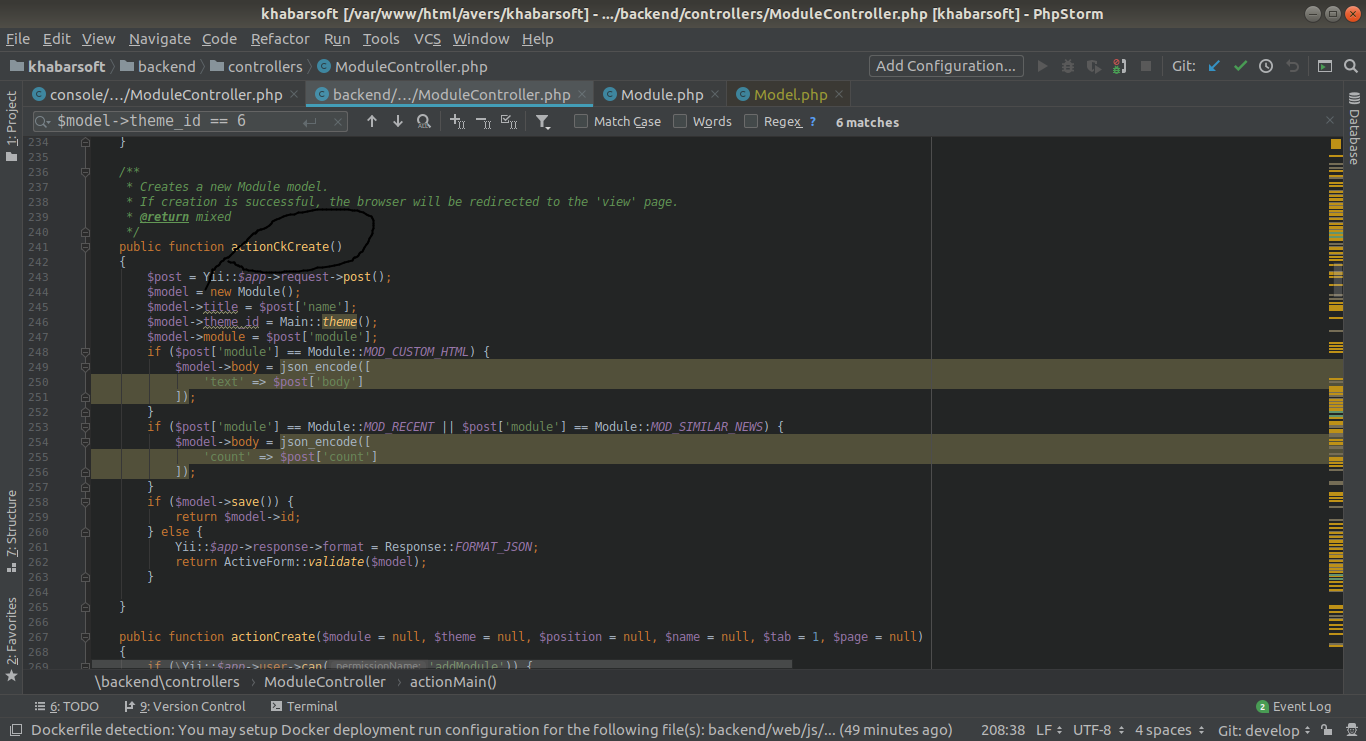 khabarsoft [/var/www/html/avers/khabarsoft] - .../backend/controllers/ModuleController.php [khabarsoft] - PhpStorm
File Edit View Navigate Code Refactor Run Tools VCS Window Help
khabarsoft backend controllers ModuleController.php Add Configuration... Git:
console/.../ModuleController.php backend/.../ModuleController.php Module.php Model.php
$model->theme_id == 6 Match Case Words Regex ? 6 matches
1: Project
Database
7: Structure
2: Favorites
234 }
235
236 /**
237 * Creates a new Module model.
238 * If creation is successful, the browser will be redirected to the 'view' page.
239 * @return mixed
240 */
241 public function actionCkCreate()
242 {
243 $post = Yii::$app->request->post();
244 $model = new Module();
245 $model->title = $post['name'];
246 $model->theme_id = Main::theme();
247 $model->module = $post['module'];
248 if ($post['module'] == Module::MOD_CUSTOM_HTML) {
249 $model->body = json_encode([
250 'text' => $post['body']
251 ]);
252 }
253 if ($post['module'] == Module::MOD_RECENT || $post['module'] == Module::MOD_SIMILAR_NEWS) {
254 $model->body = json_encode([
255 'count' => $post['count']
256 ]);
257 }
258 if ($model->save()) {
259 return $model->id;
260 } else {
261 Yii::$app->response->format = Response::FORMAT_JSON;
262 return ActiveForm::validate($model);
263 }
264
265 }
266
267 public function actionCreate($module = null, $theme = null, $position = null, $name = null, $tab = 1, $page = null)
268 {
269 if (\Yii::$app->user->can( permissionName: 'addModule')) {
\backend\controllers ModuleController actionMain()
6: TODO 9: Version Control Terminal 2 Event Log
Dockerfile detection: You may setup Docker deployment run configuration for the following file(s): backend/web/js/... (49 minutes ago) 208:38 LF UTF-8 4 spaces Git: develop